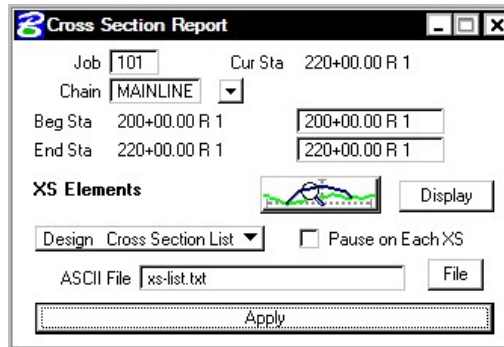 Cross Section Report
Job 101 Cur Sta 220+00.00 R 1
Chain MAINLINE
Beg Sta 200+00.00 R 1 200+00.00 R 1
End Sta 220+00.00 R 1 220+00.00 R 1
XS Elements Display
Design Cross Section List Pause on Each XS
ASCII File xs-list.txt File
Apply